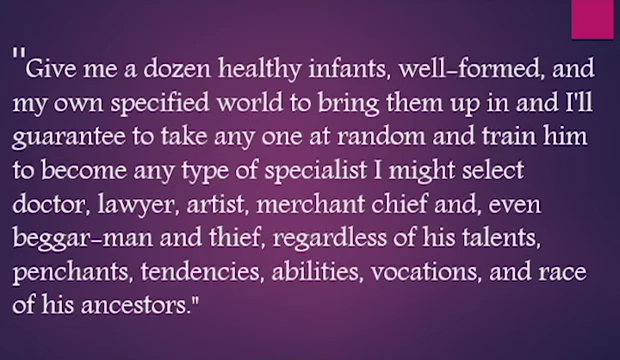 "Give me a dozen healthy infants, well-formed, and
my own specified world to bring them up in and I'll
guarantee to take any one at random and train him
to become any type of specialist I might select
doctor, lawyer, artist, merchant chief and, even
beggar-man and thief, regardless of his talents,
penchants, tendencies, abilities, vocations, and race
of his ancestors."